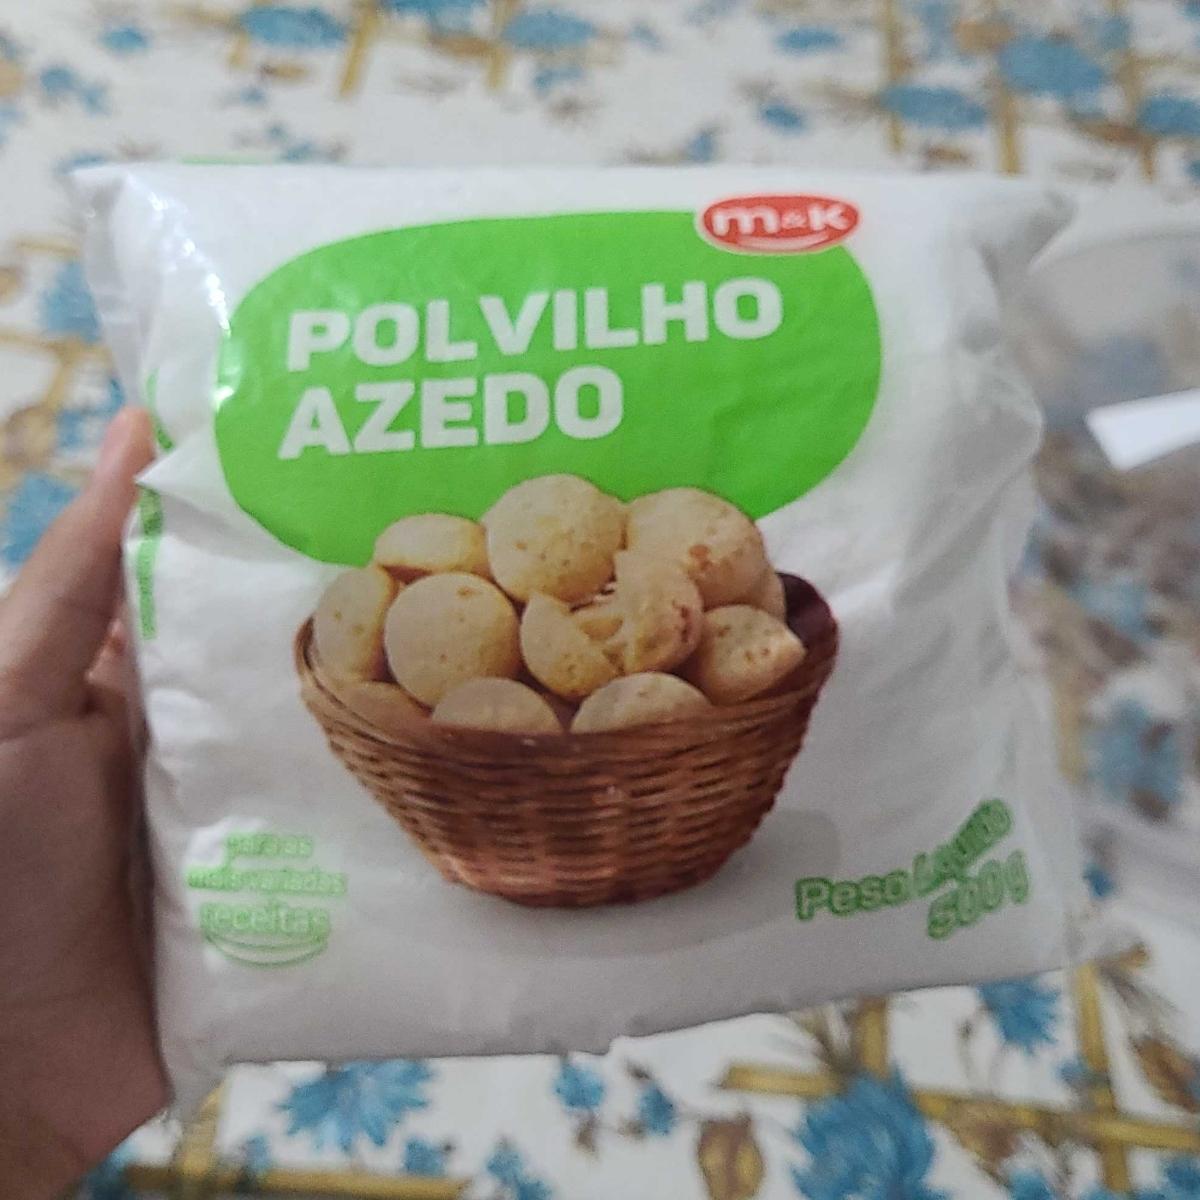 m&K
POLVILHO
AZEDO
para as
mais variadas
receitas
Peso Líquido
500g